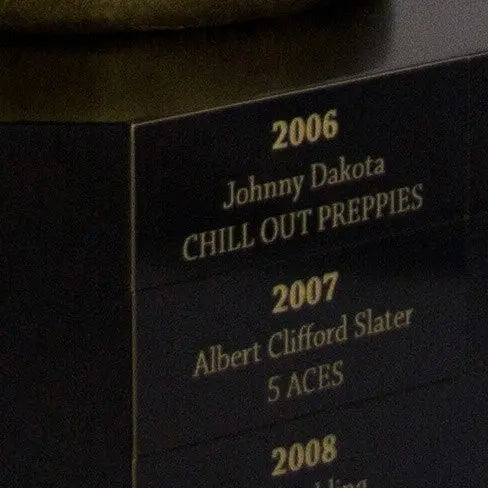 2006
Johnny Dakota
CHILL OUT PREPPIES
2007
Albert Clifford Slater
5 ACES
2008